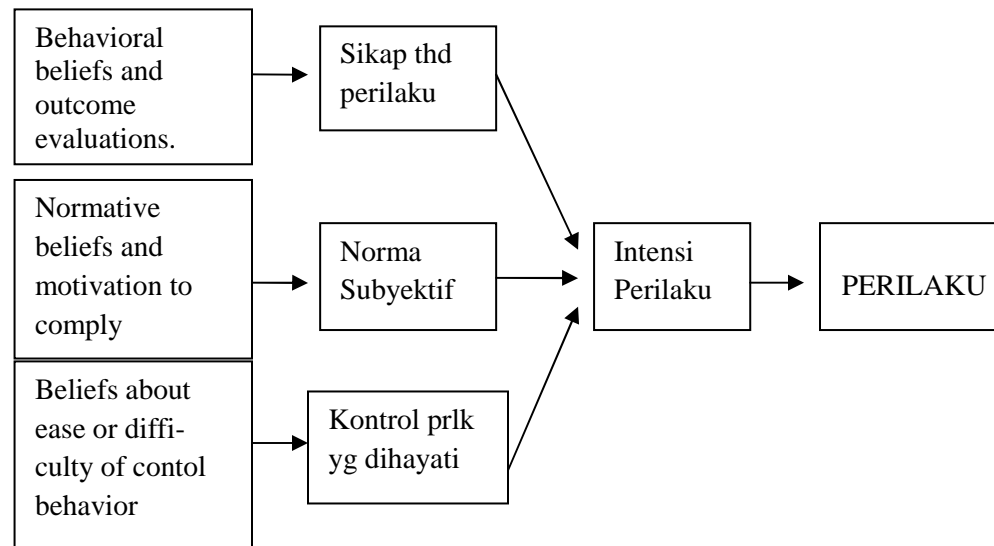 Behavioral
beliefs and
outcome
evaluations.
Sikap thd
perilaku
Normative
beliefs and
motivation to
comply
Norma
Subyektif
Intensi
Perilaku
PERILAKU
Beliefs about
ease or diffi-
culty of contol
behavior
Kontrol prlk
yg dihayati